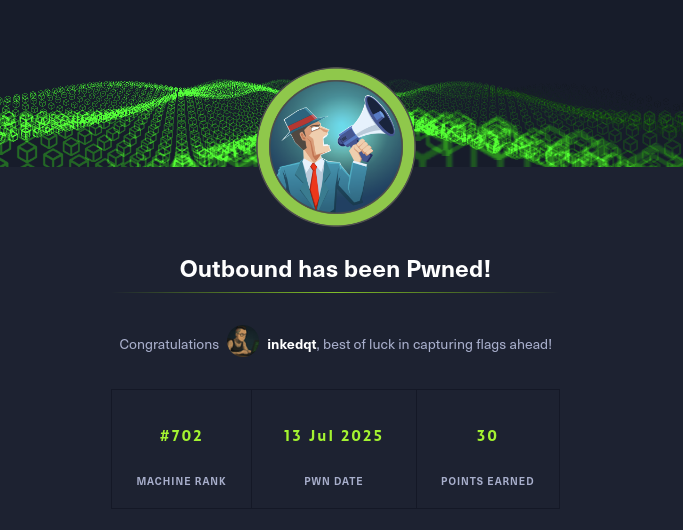 Outbound has been Pwned!
Congratulations inkedqt, best of luck in capturing flags ahead!
#702 13 Jul 2025 30
MACHINE RANK PWN DATE POINTS EARNED